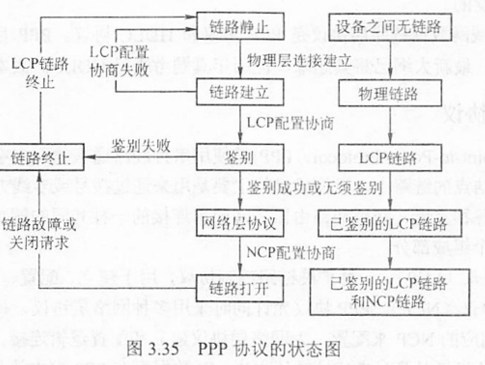 链路静止
设备之间无链路
LCP配置
协商失败
物理层连接建立
LCP链路
终止
链路建立
物理链路
LCP配置协商
鉴别失败
链路终止
鉴别
LCP链路
鉴别成功或无须鉴别
网络层协议
已鉴别的LCP链路
链路故障或
关闭请求
NCP配置协商
链路打开
已鉴别的LCP链路
和NCP链路
图 3.35 PPP 协议的状态图